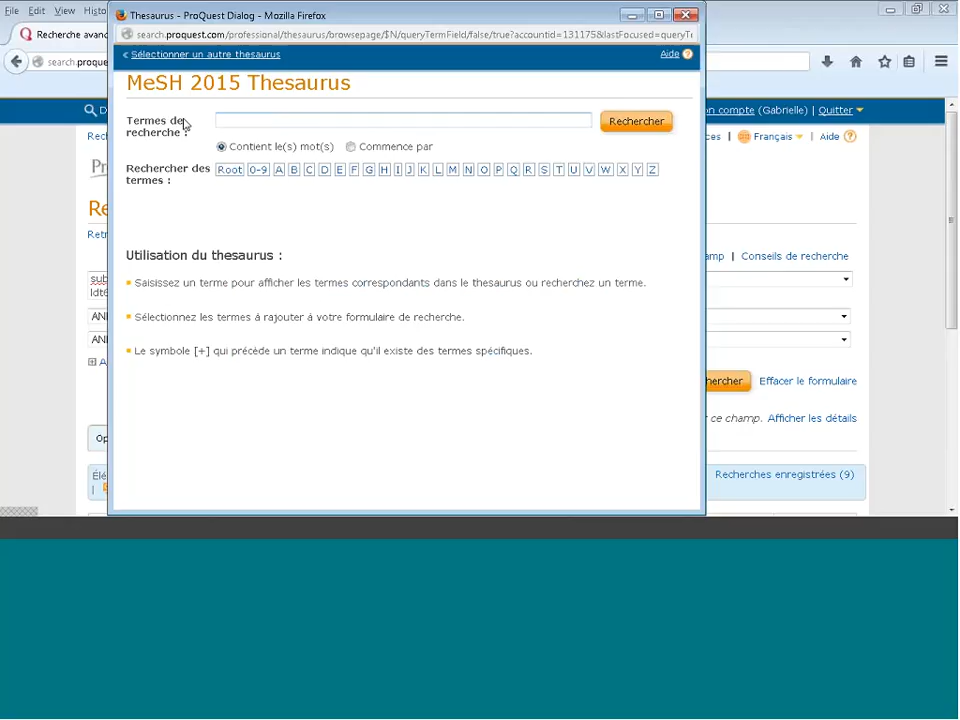 File Edit View Histo
Thesaurus - ProQuest Dialog - Mozilla Firefox
Recherche avanc
search.proquest.com/professional/thesaurus/browsepage/$N/queryTermField/false/true?accountid=131175&lastFocused=queryTe
search.proque
< Sélectionner un autre thesaurus
Aide ?
MeSH 2015 Thesaurus
on compte (Gabrielle) | Quitter
Termes de recherche :
Rechercher
Contient le(s) mot(s) Commence par
Français | Aide ?
Rechercher des termes :
Root 0-9 A B C D E F G H I J K L M N O P Q R S T U V W X Y Z
Utilisation du thesaurus :
Conseils de recherche
Saisissez un terme pour afficher les termes correspondants dans le thesaurus ou recherchez un terme.
Sélectionnez les termes à rajouter à votre formulaire de recherche.
Le symbole [+] qui précède un terme indique qu'il existe des termes spécifiques.
Effacer le formulaire
ce champ. Afficher les détails
Recherches enregistrées (9)